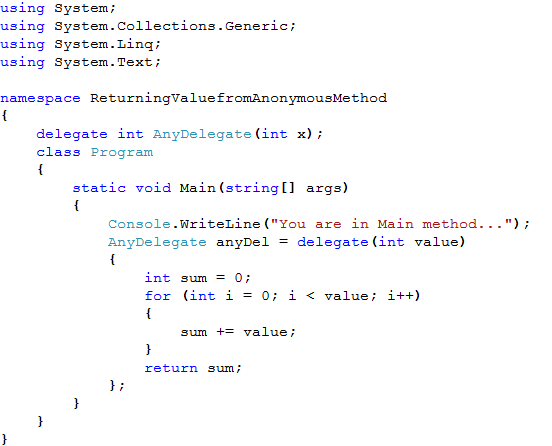 using System;
using System.Collections.Generic;
using System.Linq;
using System.Text;

namespace ReturningValuefromAnonymousMethod
{
    delegate int AnyDelegate(int x);
    class Program
    {
        static void Main(string[] args)
        {
            Console.WriteLine("You are in Main method...");
            AnyDelegate anyDel = delegate(int value)
            {
                int sum = 0;
                for (int i = 0; i < value; i++)
                {
                    sum += value;
                }
                return sum;
            };
        }
    }
}